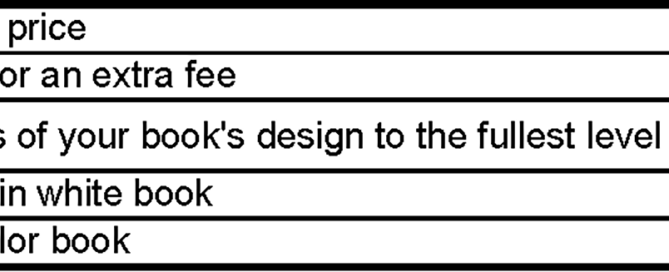 price
or an extra fee
s of your book's design to the fullest level
in white book
lor book